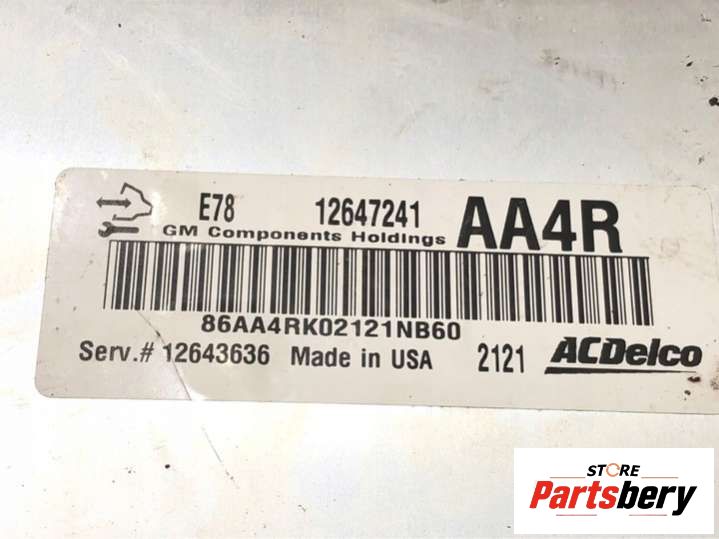 E78 12647241 AA4R
GM Components Holdings
86AA4RK02121NB60
Serv.# 12643636 Made in USA 2121 ACDelco
STORE
Partsbery